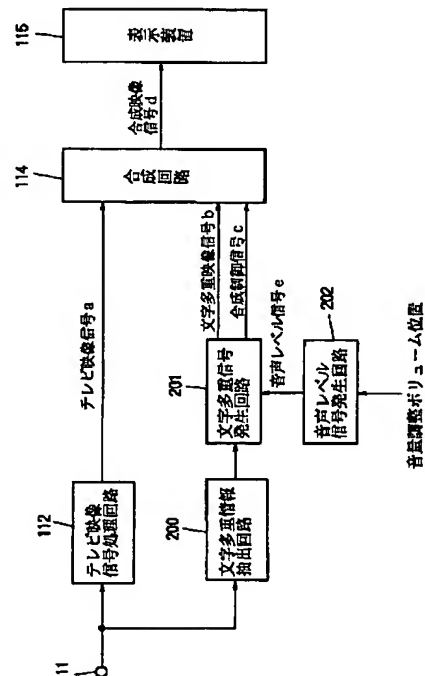 115
表示装置
合成映像
信号d
114
合成回路
テレビ映像信号a
文字多重映像信号b
合成制御信号c
音声レベル信号e
112
テレビ映像
信号処理回路
201
文字多重信号
発生回路
202
音声レベル
信号発生回路
200
文字多重情報
抽出回路
11
音量調整ボリューム位置